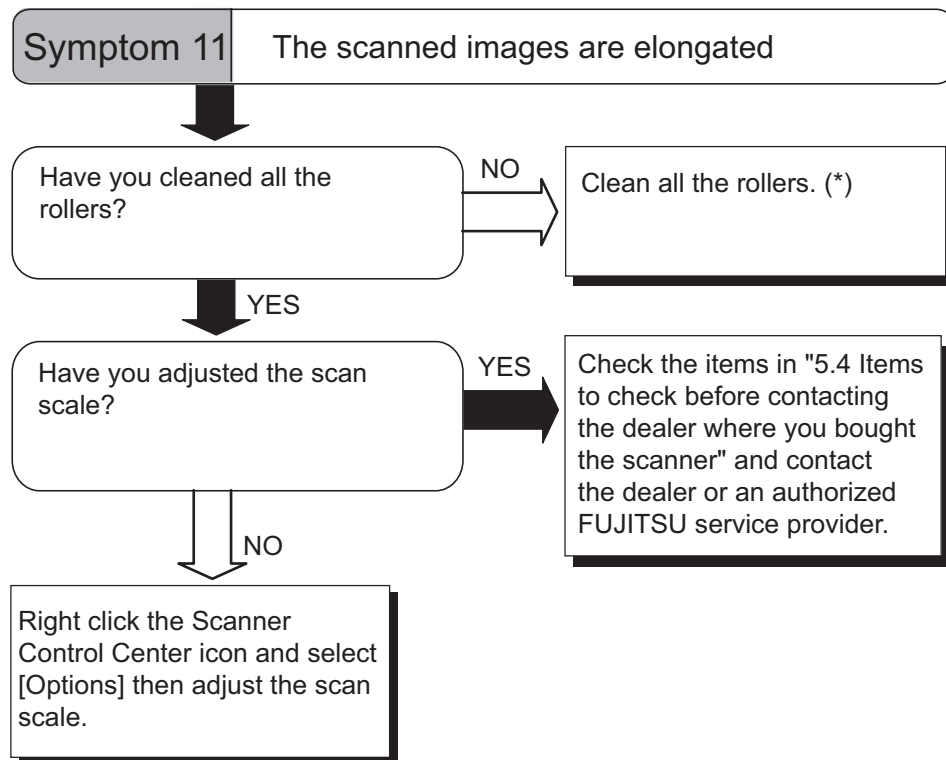 Symptom 11 The scanned images are elongated
Have you cleaned all the
rollers?
NO
Clean all the rollers. (*)
YES
Have you adjusted the scan
scale?
YES
Check the items in "5.4 Items
to check before contacting
the dealer where you bought
the scanner" and contact
the dealer or an authorized
FUJITSU service provider.
NO
Right click the Scanner
Control Center icon and select
[Options] then adjust the scan
scale.